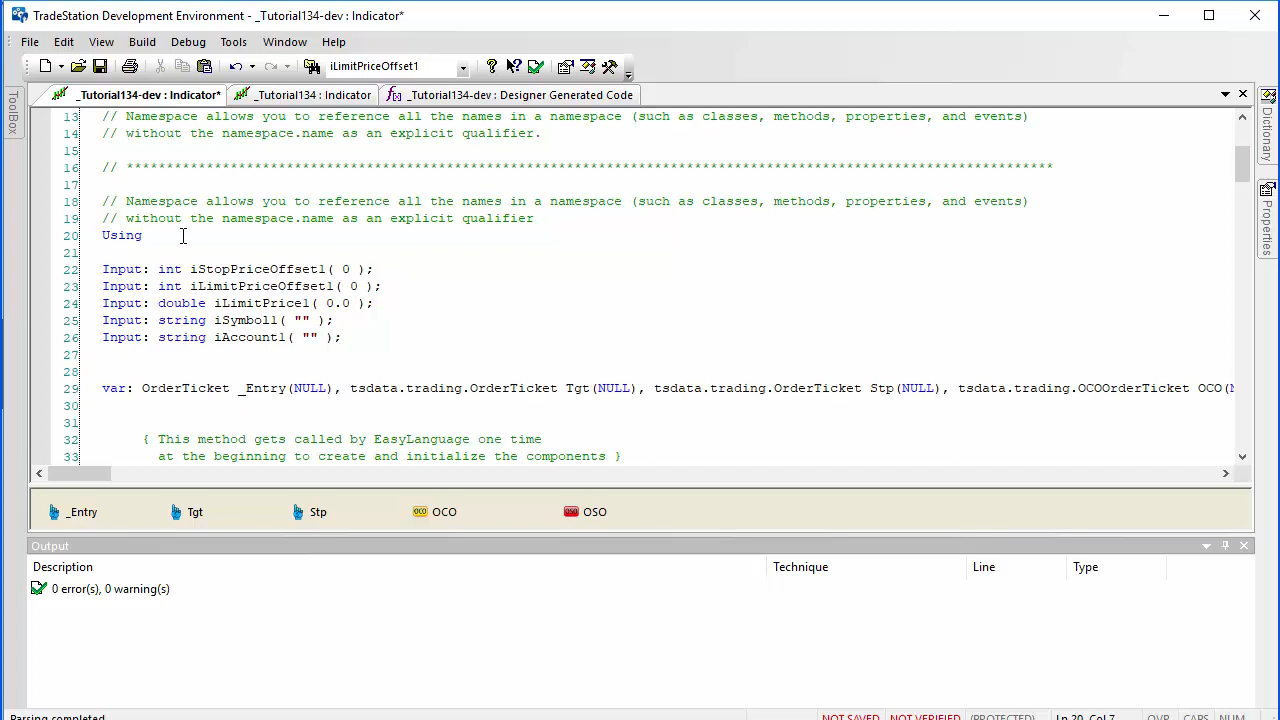 TradeStation Development Environment - _Tutorial134-dev : Indicator*
File Edit View Build Debug Tools Window Help
iLimitPriceOffset1
_Tutorial134-dev : Indicator* _Tutorial134 : Indicator _Tutorial134-dev : Designer Generated Code
ToolBox
Dictionary
Properties
13 // Namespace allows you to reference all the names in a namespace (such as classes, methods, properties, and events)
14 // without the namespace.name as an explicit qualifier.
15
16 // *********************************************************************************************************************
17
18 // Namespace allows you to reference all the names in a namespace (such as classes, methods, properties, and events)
19 // without the namespace.name as an explicit qualifier
20 Using
21
22 Input: int iStopPriceOffset1( 0 );
23 Input: int iLimitPriceOffset1( 0 );
24 Input: double iLimitPrice1( 0.0 );
25 Input: string iSymbol1( "" );
26 Input: string iAccount1( "" );
27
28
29 var: OrderTicket _Entry(NULL), tsdata.trading.OrderTicket Tgt(NULL), tsdata.trading.OrderTicket Stp(NULL), tsdata.trading.OCOOrderTicket OCO(N
30
31
32 { This method gets called by EasyLanguage one time
33 at the beginning to create and initialize the components }
_Entry Tgt Stp OCO OCO OSO OSO
Output
Description Technique Line Type
0 error(s), 0 warning(s)
Parsing completed NOT SAVED NOT VERIFIED (PROTECTED) Ln 20, Col 7 OVR CAPS NUM